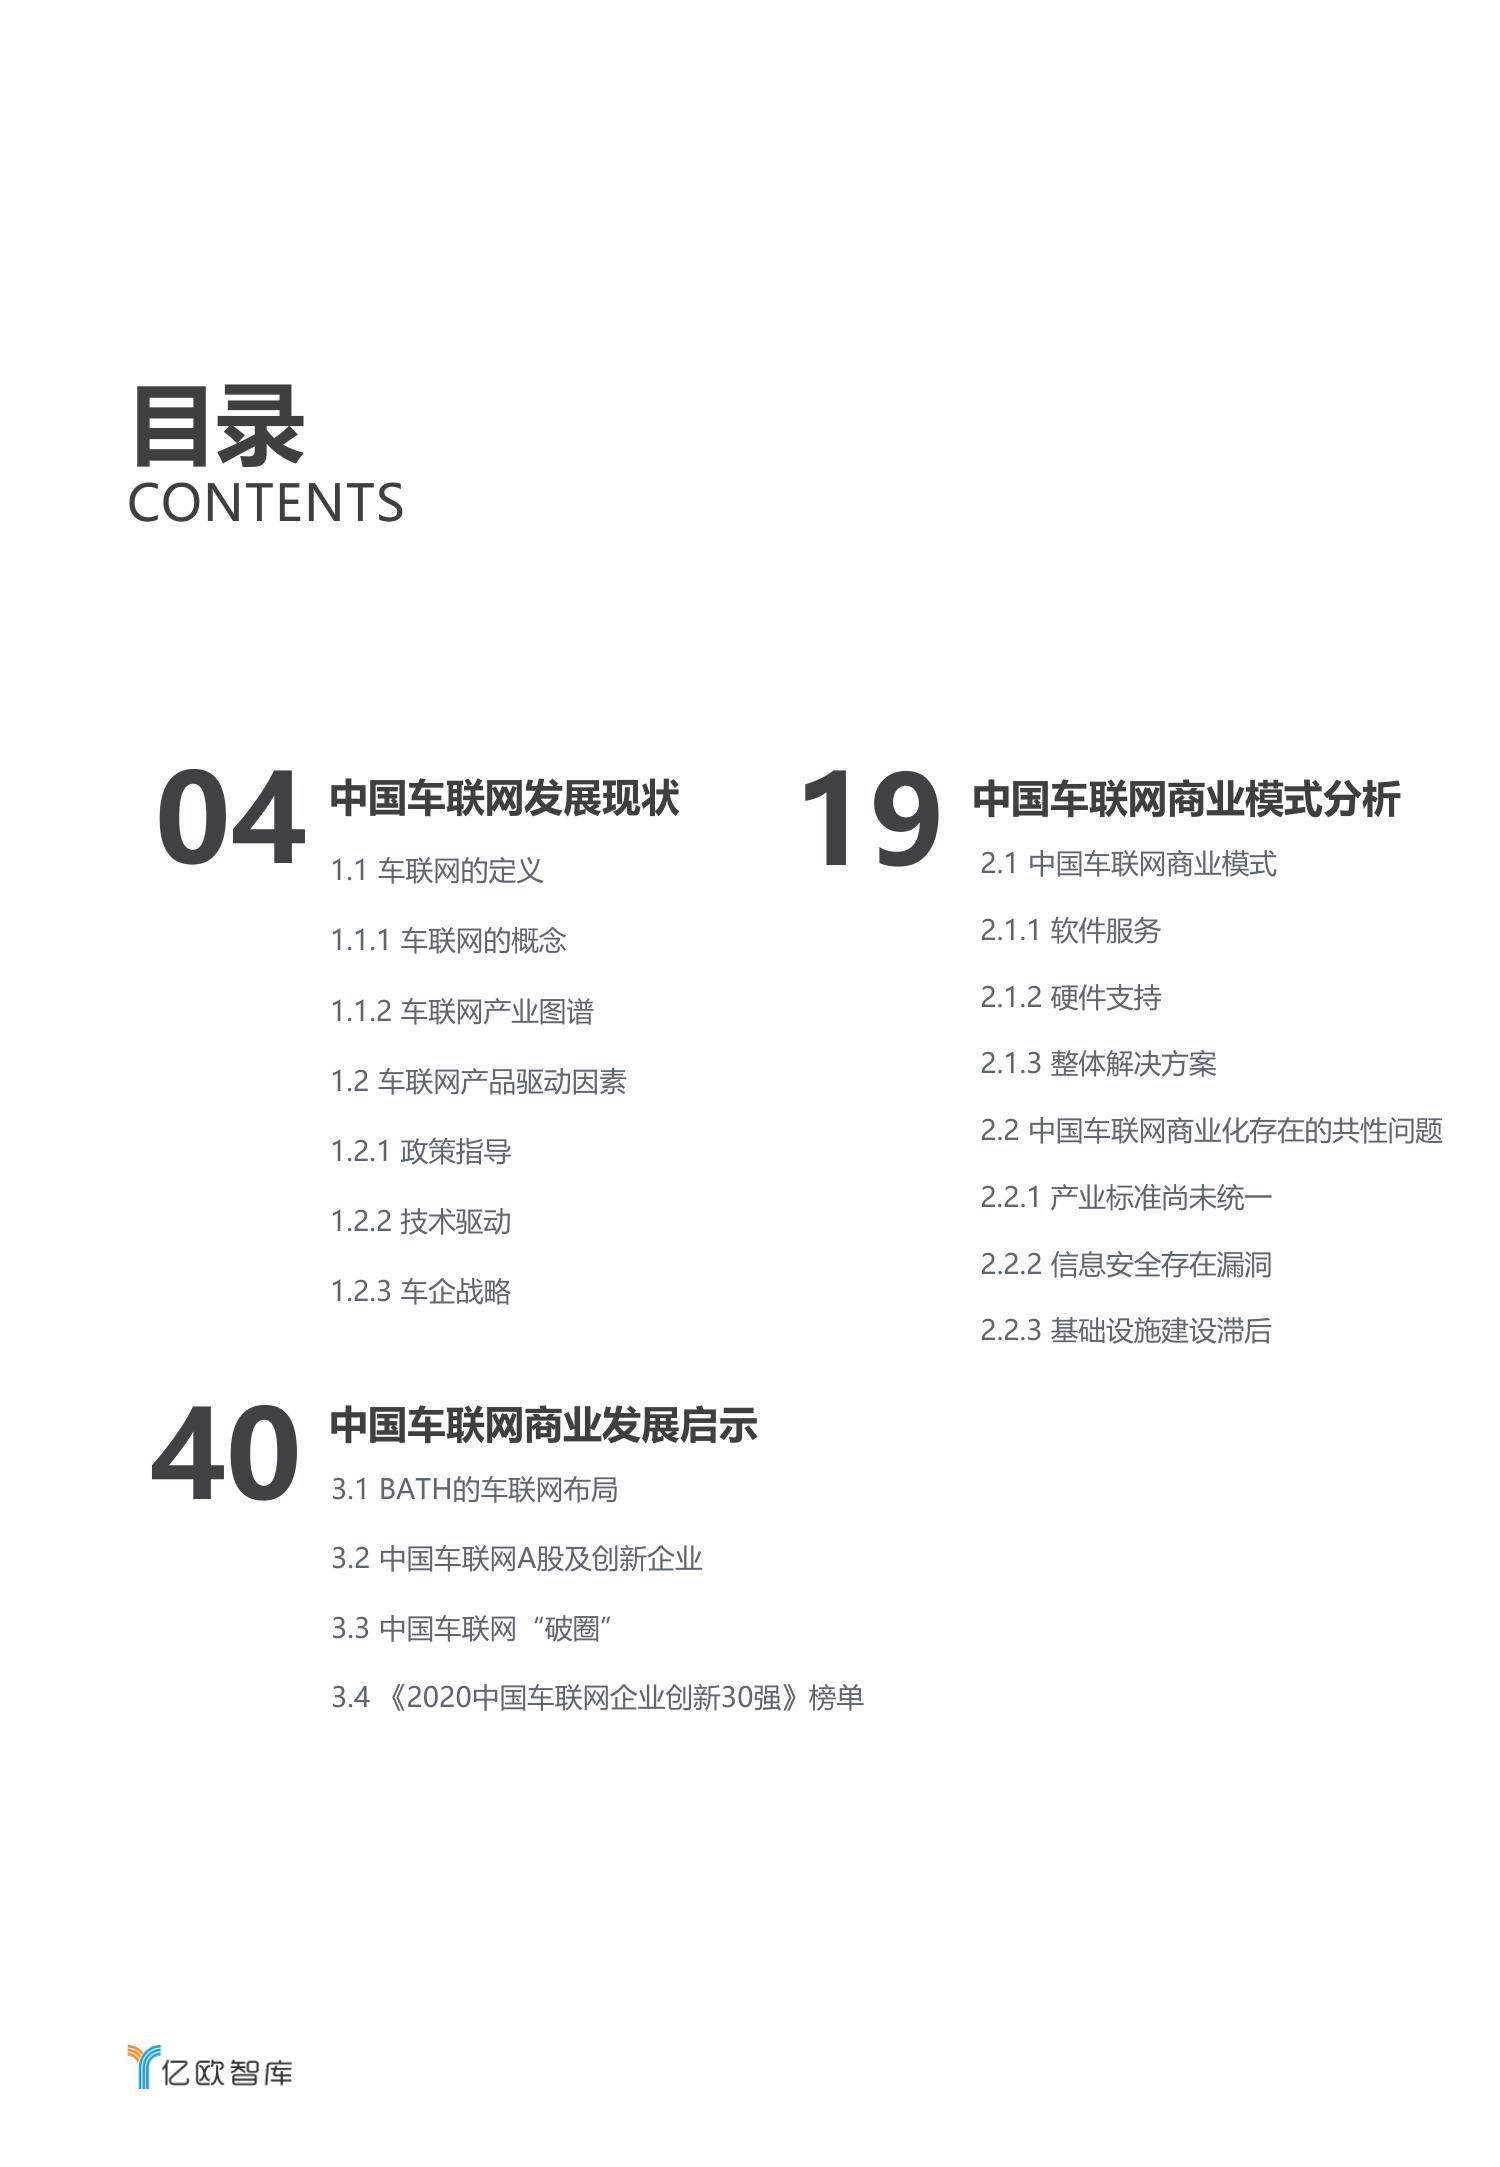 目录
CONTENTS
04
中国车联网发展现状
1.1 车联网的定义
1.1.1 车联网的概念
1.1.2 车联网产业图谱
1.2 车联网产品驱动因素
1.2.1 政策指导
1.2.2 技术驱动
1.2.3 车企战略
19
中国车联网商业模式分析
2.1 中国车联网商业模式
2.1.1 软件服务
2.1.2 硬件支持
2.1.3 整体解决方案
2.2 中国车联网商业化存在的共性问题
2.2.1 产业标准尚未统一
2.2.2 信息安全存在漏洞
2.2.3 基础设施建设滞后
40
中国车联网商业发展启示
3.1 BATH的车联网布局
3.2 中国车联网A股及创新企业
3.3 中国车联网“破圈”
3.4 《2020中国车联网企业创新30强》榜单
亿欧智库